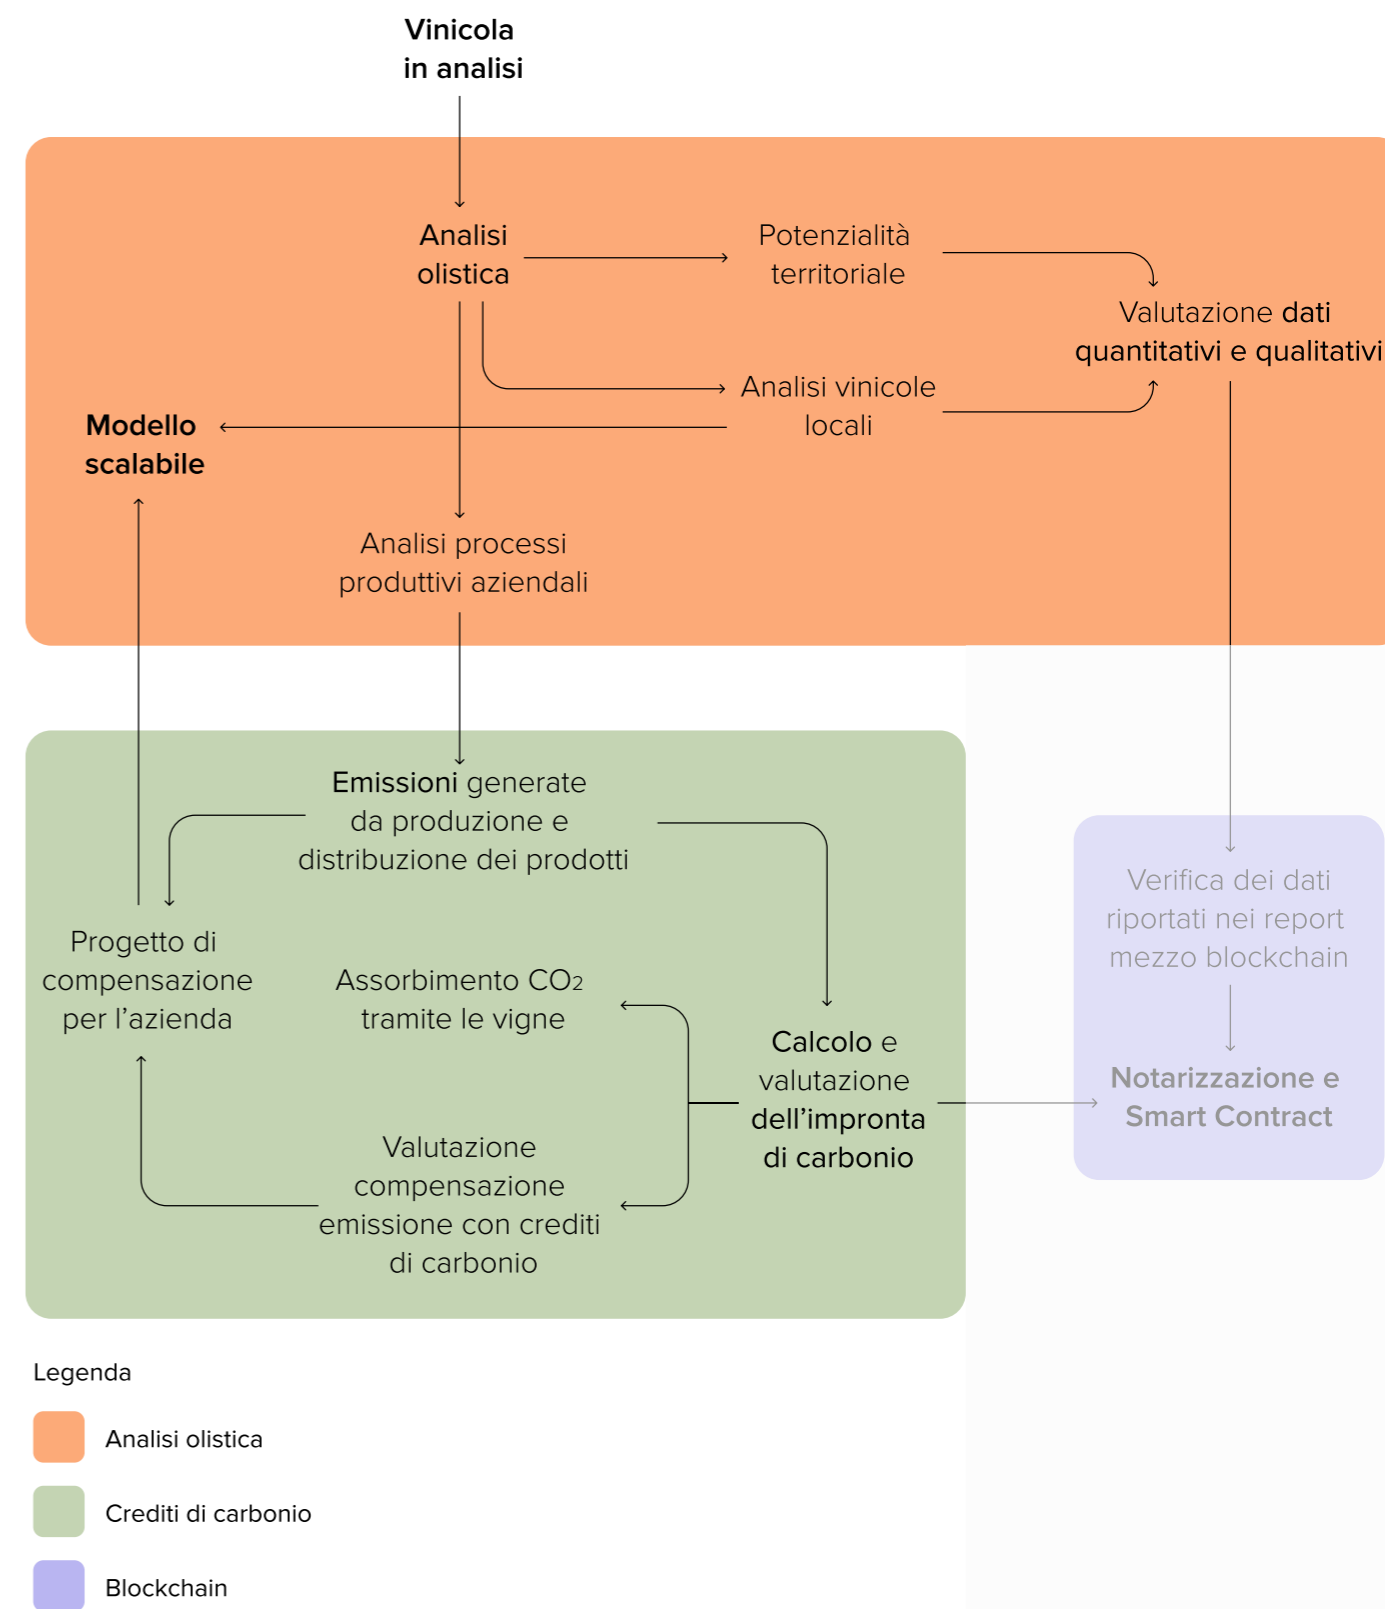 Vinicola
in analisi
Analisi
olistica
Potenzialità
territoriale
Valutazione dati
quantitativi e qualitativi
Analisi vinicole
locali
Modello
scalabile
Analisi processi
produttivi aziendali
Emissioni generate
da produzione e
distribuzione dei prodotti
Verifica dei dati
riportati nei report
mezzo blockchain
Progetto di
compensazione
per l'azienda
Assorbimento CO₂
tramite le vigne
Calcolo e
valutazione
dell'impronta
di carbonio
Notarizzazione e
Smart Contract
Valutazione
compensazione
emissione con crediti
di carbonio
Legenda
Analisi olistica
Crediti di carbonio
Blockchain